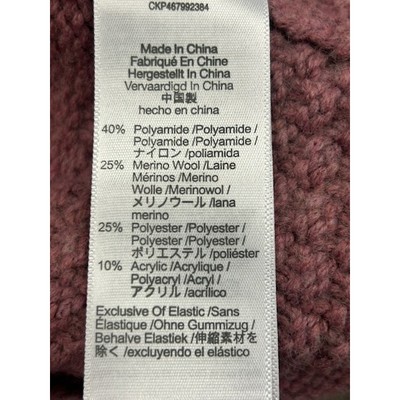 CKP467992384
Made In China
Fabriqué En Chine
Hergestellt In China
Vervaardigd In China
中国製
hecho en china
40% Polyamide /Polyamide /
Polyamide /Polyamide /
ナイロン /poliamida
25% Merino Wool /Laine
Mérinos /Merino
Wolle /Merinowol /
メリノウール /lana
merino
25% Polyester /Polyester /
Polyester /Polyester /
ポリエステル /poliéster
10% Acrylic /Acrylique /
Polyacryl /Acryl /
アクリル /acrílico
Exclusive Of Elastic /Sans
Élastique /Ohne Gummizug /
Behalve Elastiek /伸縮素材を
除く /excluyendo el elástico